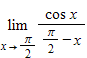 lim cos x / (π/2 − x)
x→π/2